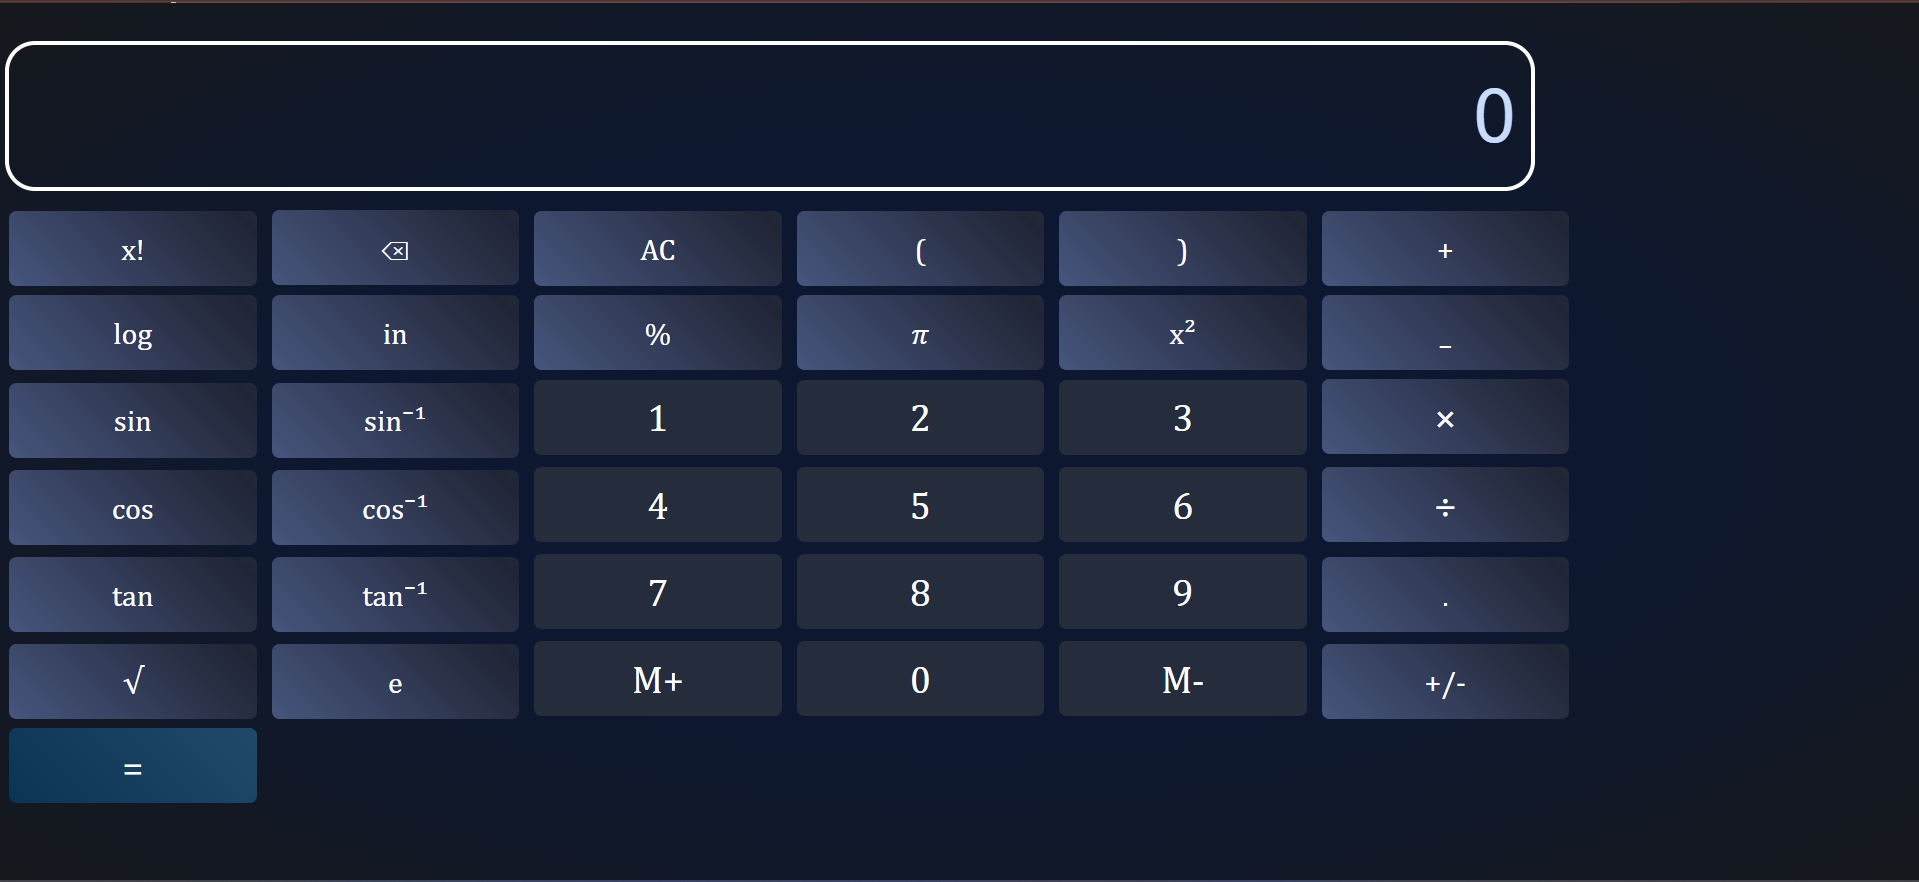 0
x! ⌫ AC ( ) +
log in % π x² −
sin sin⁻¹ 1 2 3 ×
cos cos⁻¹ 4 5 6 ÷
tan tan⁻¹ 7 8 9 .
√ e M+ 0 M- +/-
=